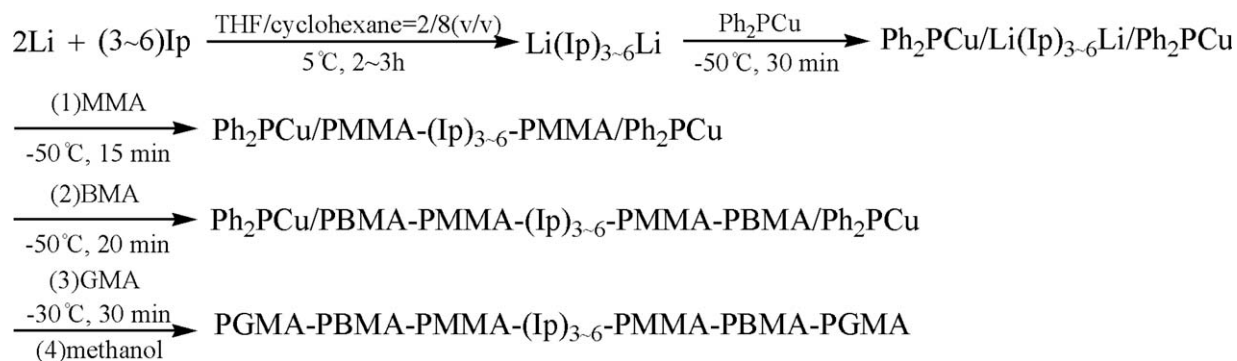 2Li + (3~6)Ip THF/cyclohexane=2/8(v/v) 5℃, 2~3h Li(Ip)₃~₆Li Ph₂PCu -50℃, 30 min Ph₂PCu/Li(Ip)₃~₆Li/Ph₂PCu
(1)MMA
-50℃, 15 min
Ph₂PCu/PMMA-(Ip)₃~₆-PMMA/Ph₂PCu
(2)BMA
-50℃, 20 min
Ph₂PCu/PBMA-PMMA-(Ip)₃~₆-PMMA-PBMA/Ph₂PCu
(3)GMA
-30℃, 30 min
(4)methanol
PGMA-PBMA-PMMA-(Ip)₃~₆-PMMA-PBMA-PGMA